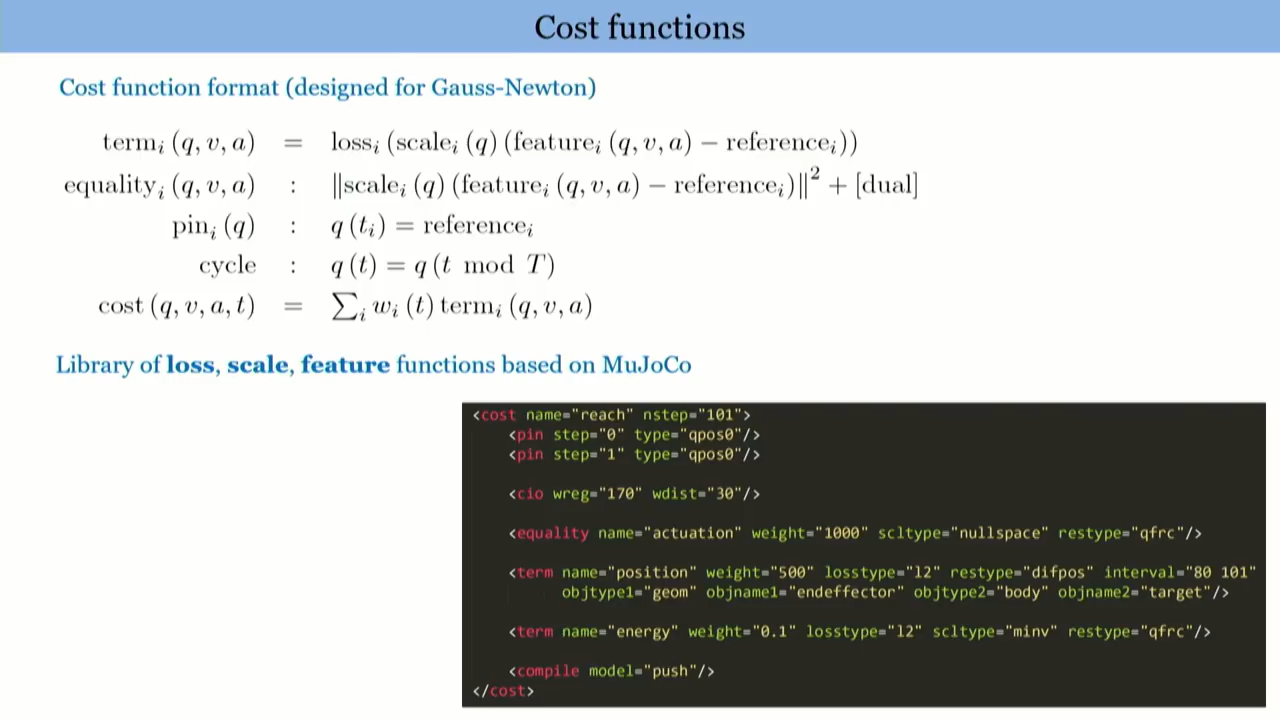 Cost functions
Cost function format (designed for Gauss-Newton)
termᵢ (q, v, a) = lossᵢ (scaleᵢ (q) (featureᵢ (q, v, a) − referenceᵢ))
equalityᵢ (q, v, a) : ‖scaleᵢ (q) (featureᵢ (q, v, a) − referenceᵢ)‖² + [dual]
pinᵢ (q) : q (tᵢ) = referenceᵢ
cycle : q (t) = q (t mod T)
cost (q, v, a, t) = ∑ᵢ wᵢ (t) termᵢ (q, v, a)
Library of loss, scale, feature functions based on MuJoCo
<cost name="reach" nstep="101">
<pin step="0" type="qpos0"/>
<pin step="1" type="qpos0"/>
<cio wreg="170" wdist="30"/>
<equality name="actuation" weight="1000" scltype="nullspace" restype="qfrc"/>
<term name="position" weight="500" losstype="l2" restype="difpos" interval="80 101"
objtype1="geom" objname1="endeffector" objtype2="body" objname2="target"/>
<term name="energy" weight="0.1" losstype="l2" scltype="minv" restype="qfrc"/>
<compile model="push"/>
</cost>